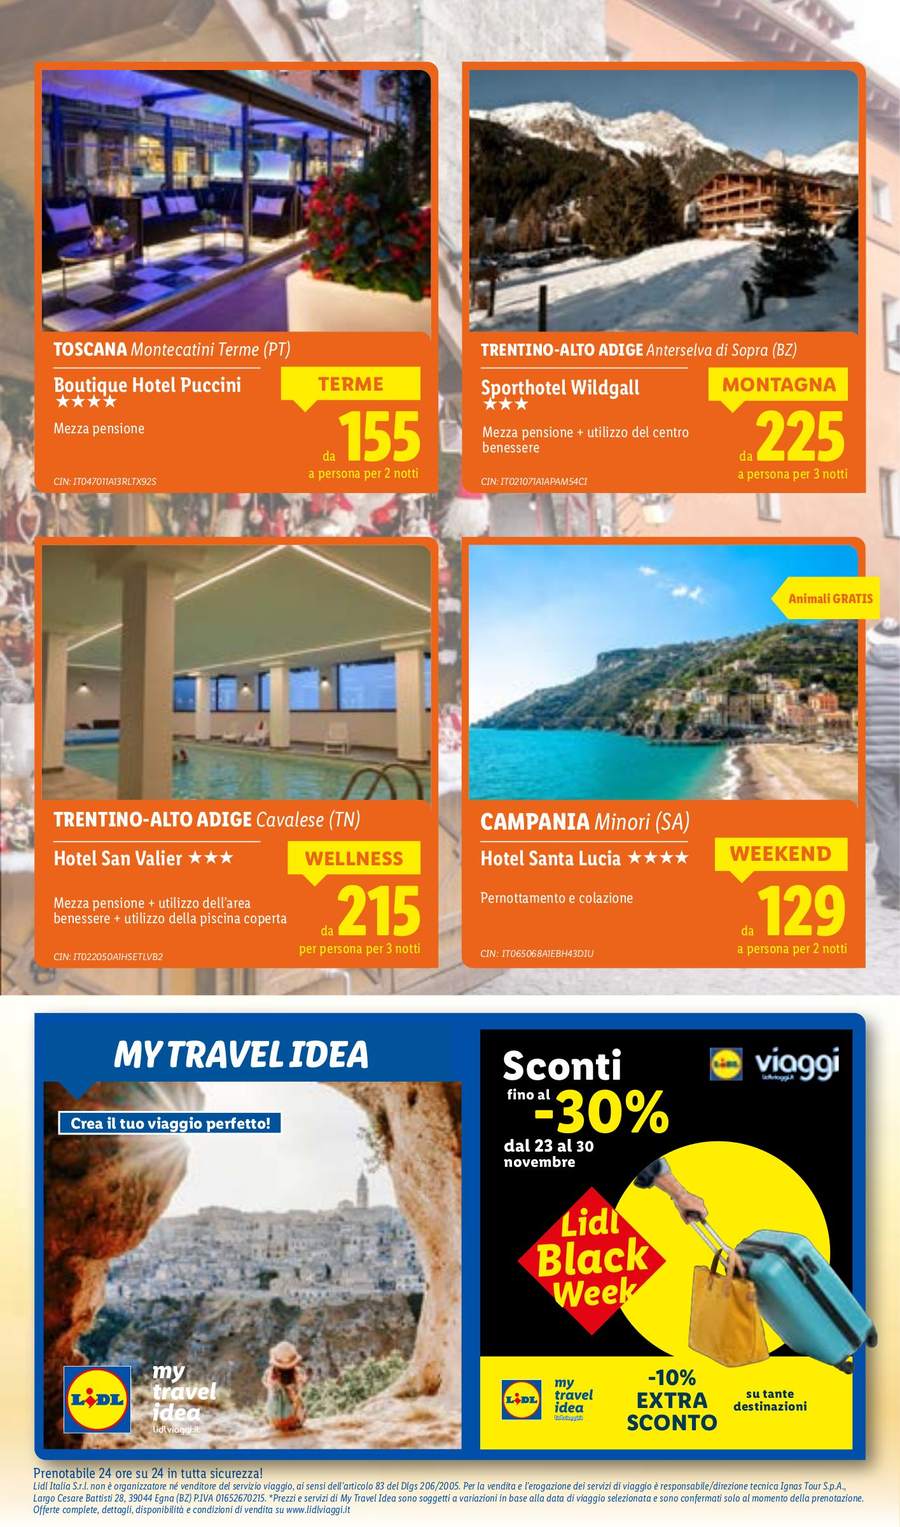 TOSCANA Montecatini Terme (PT)
Boutique Hotel Puccini
★★★★
TERME
Mezza pensione
da 155
a persona per 2 notti
CIN: IT047011A13RLTX92S
TRENTINO-ALTO ADIGE Anterselva di Sopra (BZ)
Sporthotel Wildgall
★★★
MONTAGNA
Mezza pensione + utilizzo del centro
benessere
da 225
a persona per 3 notti
CIN: IT021071A1APAM54CI
TRENTINO-ALTO ADIGE Cavalese (TN)
Hotel San Valier ★★★
WELLNESS
Mezza pensione + utilizzo dell'area
benessere + utilizzo della piscina coperta
da 215
per persona per 3 notti
CIN: IT022050A1HSETLVB2
Animali GRATIS
CAMPANIA Minori (SA)
Hotel Santa Lucia ★★★★
WEEKEND
Pernottamento e colazione
da 129
a persona per 2 notti
CIN: IT065068A1EBH43DIU
MY TRAVEL IDEA
Crea il tuo viaggio perfetto!
LIDL
my
travel
idea
lidlviaggi.it
Sconti
fino al
-30%
dal 23 al 30
novembre
LIDL viaggi
lidlviaggi.it
Lidl
Black
Week
LIDL
my
travel
idea
lidlviaggi.it
-10%
EXTRA
SCONTO
su tante
destinazioni
Prenotabile 24 ore su 24 in tutta sicurezza!
Lidl Italia S.r.l. non è organizzatore né venditore del servizio viaggio, ai sensi dell'articolo 83 del Dlgs 206/2005. Per la vendita e l'erogazione dei servizi di viaggio è responsabile/direzione tecnica Ignas Tour S.p.A.,
Largo Cesare Battisti 28, 39044 Egna (BZ) P.IVA 01652670215. *Prezzi e servizi di My Travel Idea sono soggetti a variazioni in base alla data di viaggio selezionata e sono confermati solo al momento della prenotazione.
Offerte complete, dettagli, disponibilità e condizioni di vendita su www.lidlviaggi.it